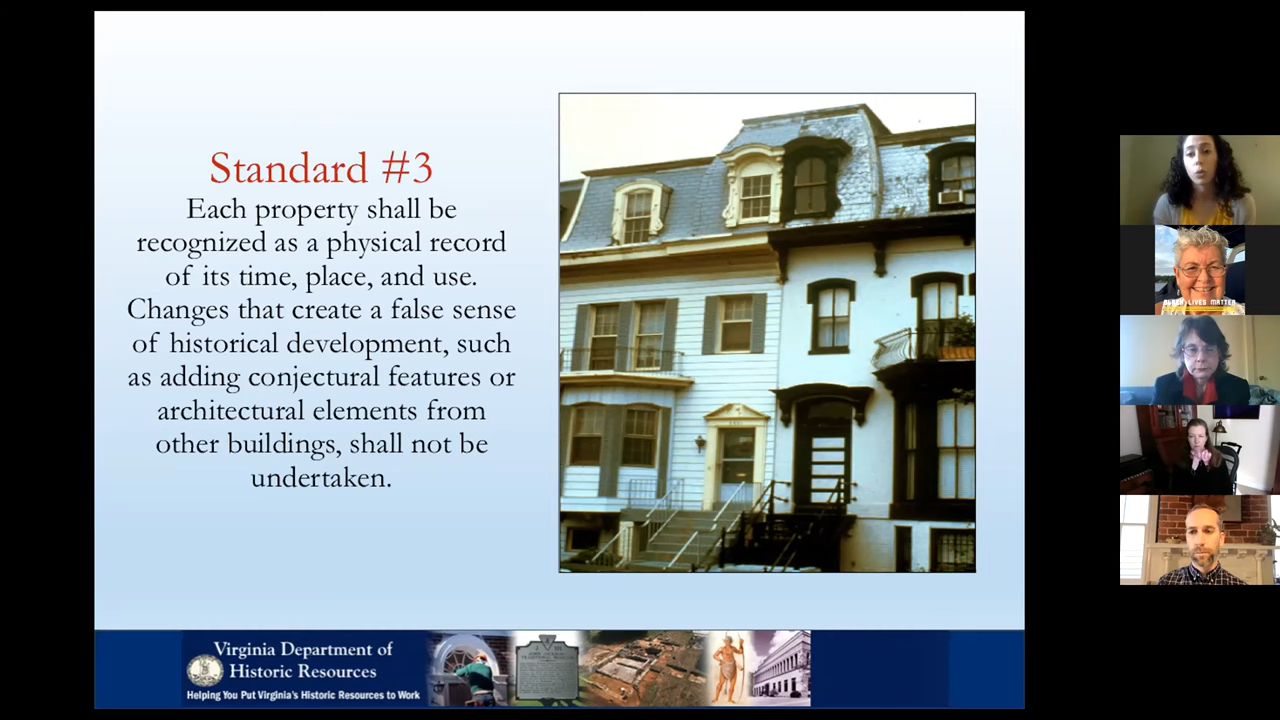 Standard #3
Each property shall be
recognized as a physical record
of its time, place, and use.
Changes that create a false sense
of historical development, such
as adding conjectural features or
architectural elements from
other buildings, shall not be
undertaken.
Virginia Department of
Historic Resources
Helping You Put Virginia's Historic Resources to Work
BLACK LIVES MATTER